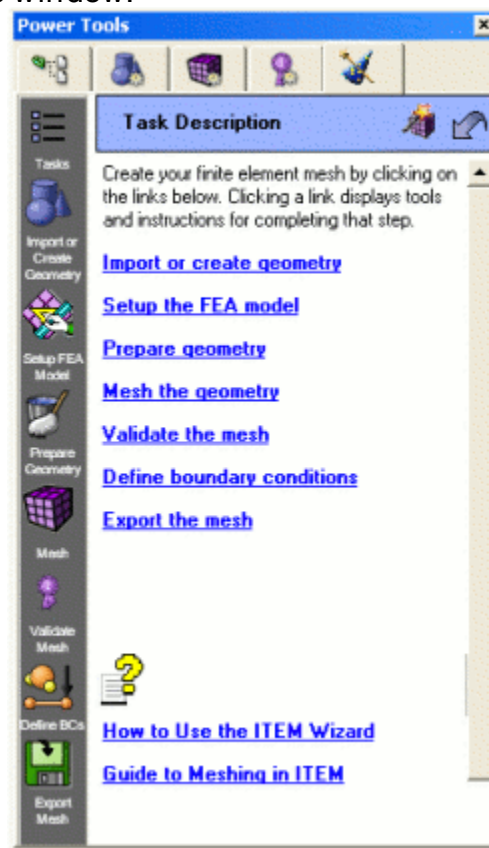 window.
Power Tools
Tasks
Import or
Create
Geometry
Setup FEA
Model
Prepare
Geometry
Mesh
Validate
Mesh
Define BCs
Export
Mesh
Task Description
Create your finite element mesh by clicking on
the links below. Clicking a link displays tools
and instructions for completing that step.
Import or create geometry
Setup the FEA model
Prepare geometry
Mesh the geometry
Validate the mesh
Define boundary conditions
Export the mesh
How to Use the ITEM Wizard
Guide to Meshing in ITEM